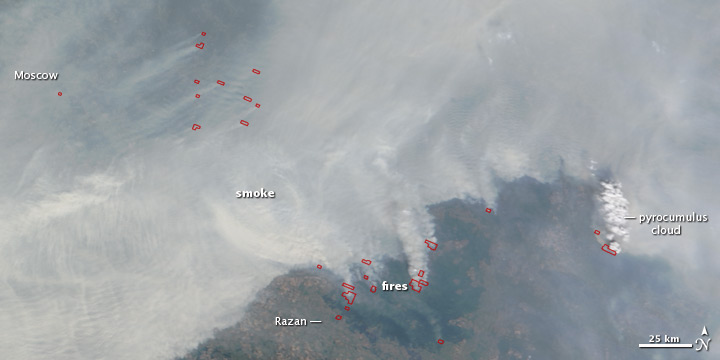 Moscow
smoke
pyrocumulus
cloud
fires
Razan
25 km
N